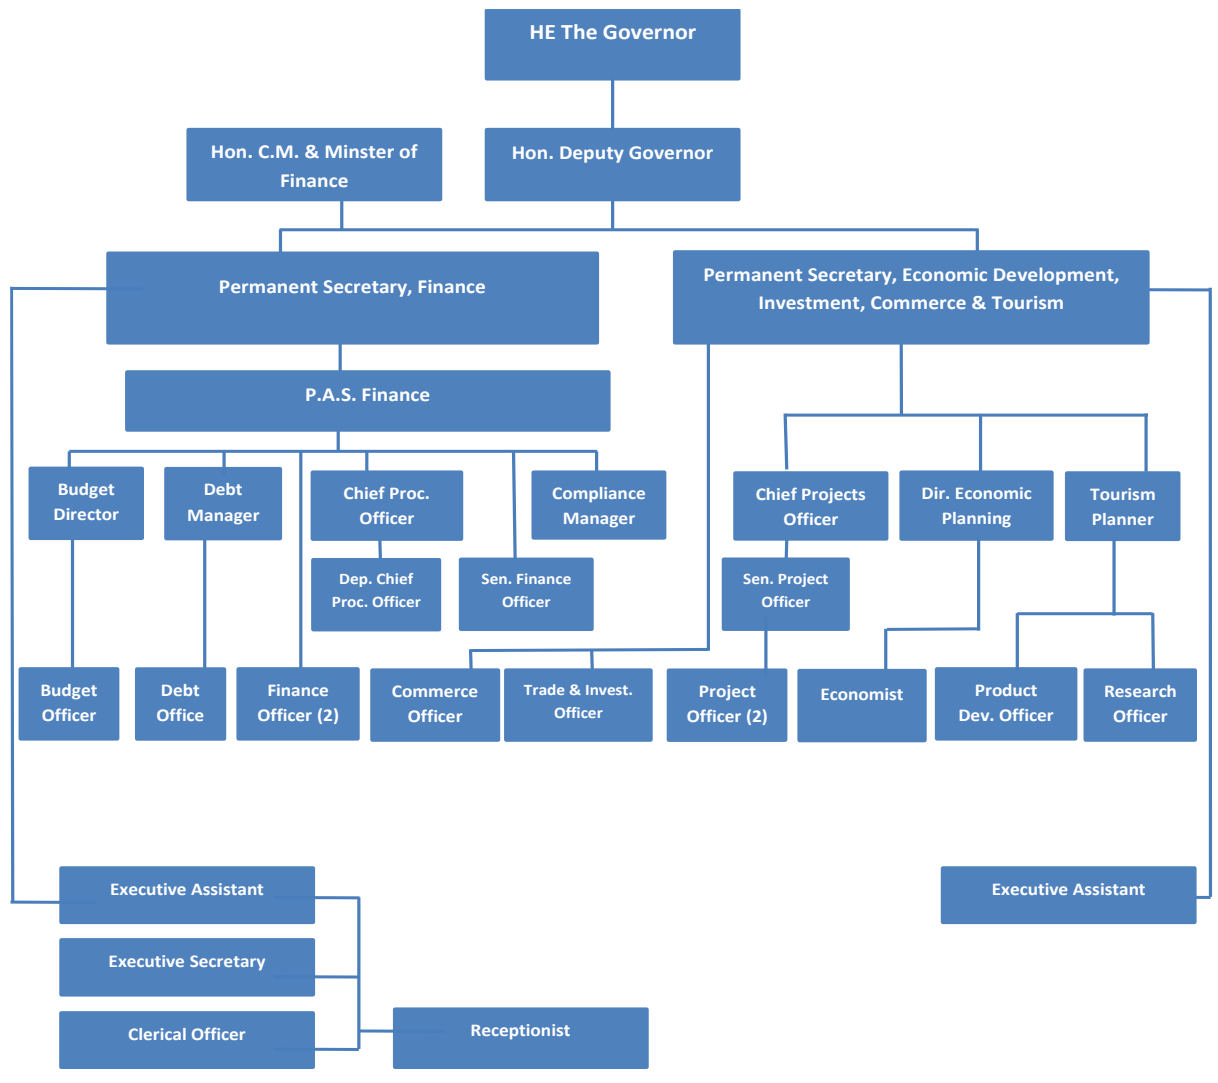 HE The Governor
Hon. C.M. & Minster of
Finance
Hon. Deputy Governor
Permanent Secretary, Finance
Permanent Secretary, Economic Development,
Investment, Commerce & Tourism
P.A.S. Finance
Budget
Director
Debt
Manager
Chief Proc.
Officer
Compliance
Manager
Chief Projects
Officer
Dir. Economic
Planning
Tourism
Planner
Dep. Chief
Proc. Officer
Sen. Finance
Officer
Sen. Project
Officer
Budget
Officer
Debt
Office
Finance
Officer (2)
Commerce
Officer
Trade & Invest.
Officer
Project
Officer (2)
Economist
Product
Dev. Officer
Research
Officer
Executive Assistant
Executive Assistant
Executive Secretary
Clerical Officer
Receptionist